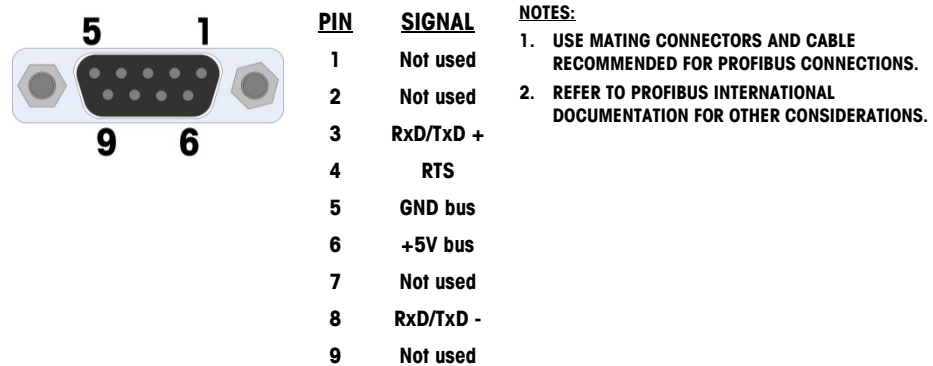 5 1
9 6
PIN SIGNAL
1 Not used
2 Not used
3 RxD/TxD +
4 RTS
5 GND bus
6 +5V bus
7 Not used
8 RxD/TxD -
9 Not used
NOTES:
1. USE MATING CONNECTORS AND CABLE
RECOMMENDED FOR PROFIBUS CONNECTIONS.
2. REFER TO PROFIBUS INTERNATIONAL
DOCUMENTATION FOR OTHER CONSIDERATIONS.